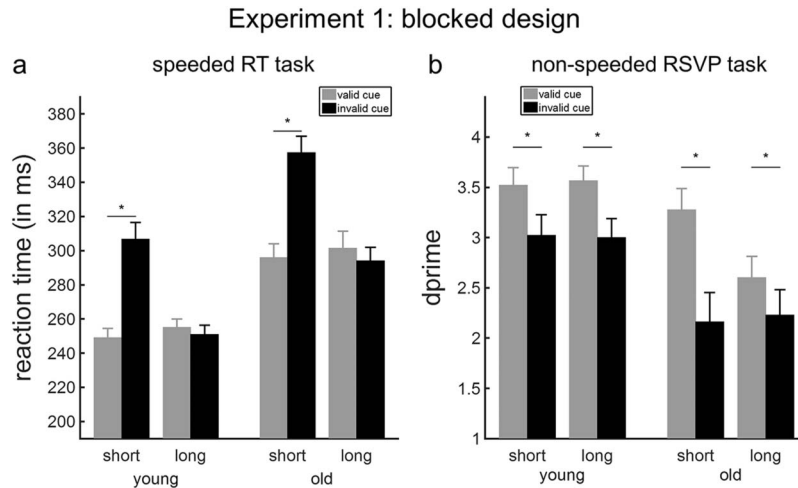 Experiment 1: blocked design
a
speeded RT task
valid cue
invalid cue
reaction time (in ms)
380
360
340
320
300
280
260
240
220
200
*
*
short
long
short
long
young
old
b
non-speeded RSVP task
valid cue
invalid cue
dprime
4
3.5
3
2.5
2
1.5
1
*
*
*
*
short
long
short
long
young
old